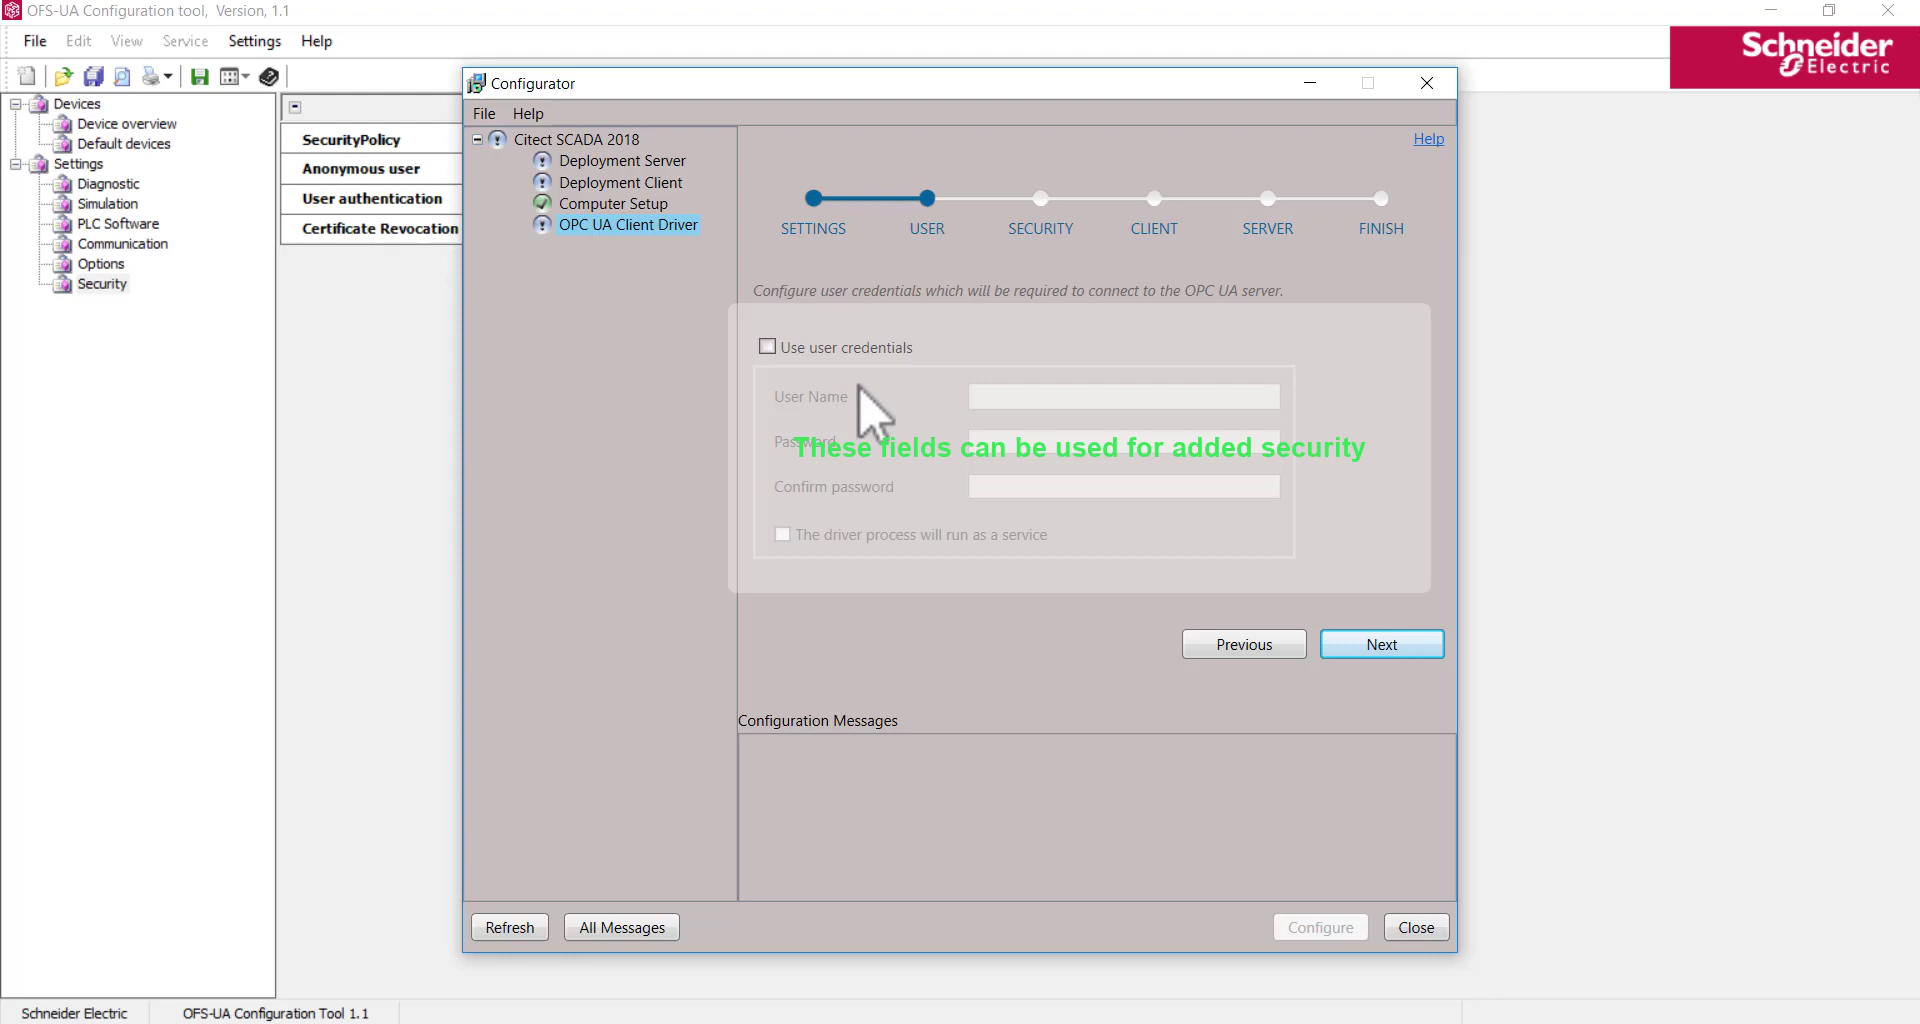 OFS-UA Configuration tool, Version, 1.1
File Edit View Service Settings Help
Schneider
Electric
Devices
Device overview
Default devices
Settings
Diagnostic
Simulation
PLC Software
Communication
Options
Security
SecurityPolicy
Anonymous user
User authentication
Certificate Revocation
Configurator
File Help
Citect SCADA 2018
Deployment Server
Deployment Client
Computer Setup
OPC UA Client Driver
Help
SETTINGS USER SECURITY CLIENT SERVER FINISH
Configure user credentials which will be required to connect to the OPC UA server.
Use user credentials
User Name
Password
These fields can be used for added security
Confirm password
The driver process will run as a service
Previous Next
Configuration Messages
Refresh All Messages Configure Close
Schneider Electric OFS-UA Configuration Tool 1.1